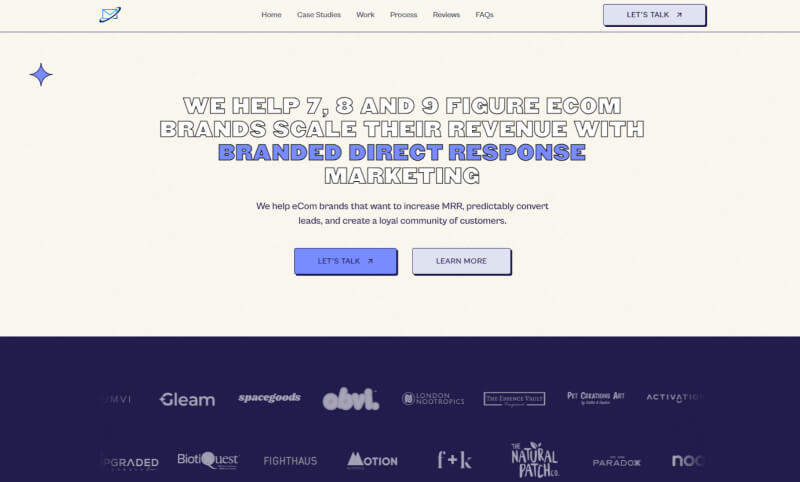 Home Case Studies Work Process Reviews FAQs
LET'S TALK
WE HELP 7, 8 AND 9 FIGURE ECOM
BRANDS SCALE THEIR REVENUE WITH
BRANDED DIRECT RESPONSE
MARKETING
We help eCom brands that want to increase MRR, predictably convert
leads, and create a loyal community of customers.
LET'S TALK
LEARN MORE
UMVI
Gleam
spacegoods
obvi.
LONDON
NOOTROPICS
THE ESSENCE VAULT
PET CREATIONS ART
ACTIVATION
UPGRADED
BiotiQuest
FIGHTHAUS
MOTION
f+k
THE
NATURAL
PATCH CO.
PARADOX
noo